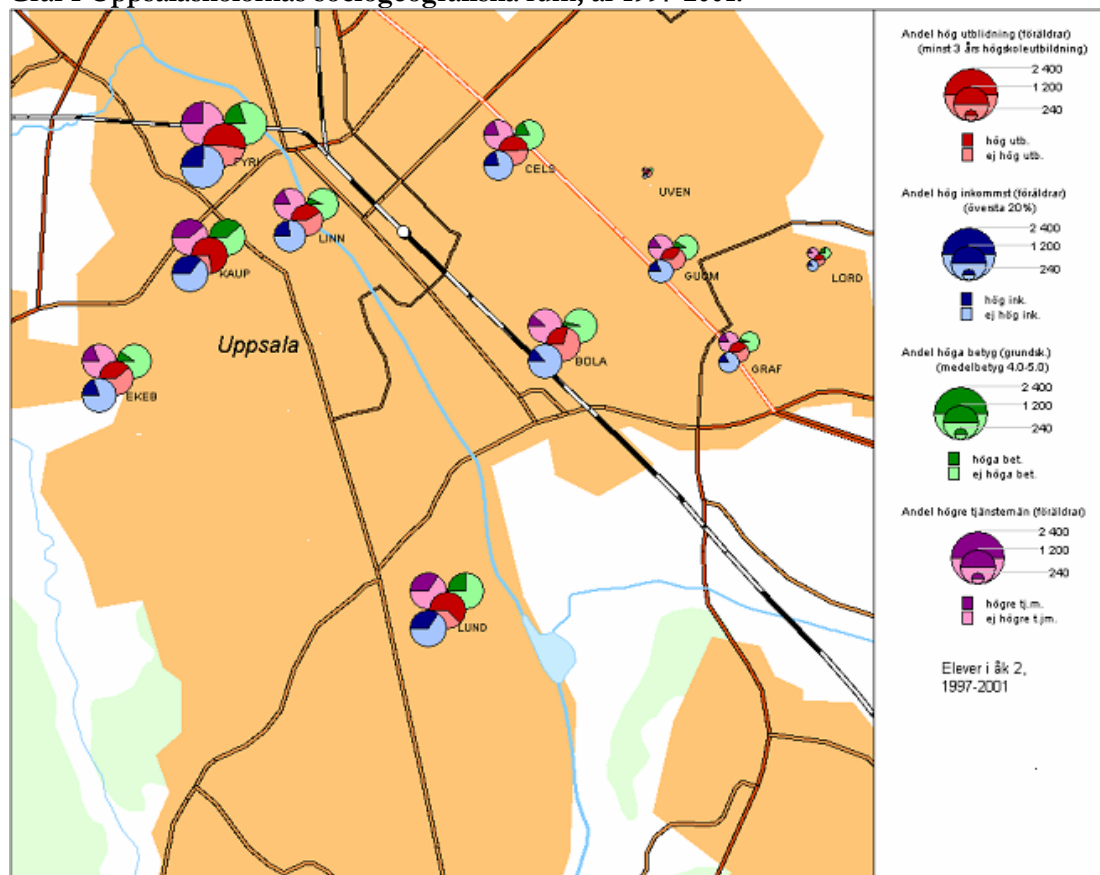 FYRI
CELS
UVEN
LINN
KAUP
GUDM
LORD
Uppsala
BOLA
GRAF
EKEB
LUND
Andel hög utblidning (föräldrar)
(minst 3 års högskoleutbildning)
2 400
1 200
240
hög utb.
ej hög utb.
Andel hög inkommst (föräldrar)
(översta 20%)
2 400
1 200
240
hög ink.
ej hög ink.
Andel höga betyg (grundsk.)
(medelbetyg 4.0-5.0)
2 400
1 200
240
höga bet.
ej höga bet.
Andel högre tjänstemän (föräldrar)
2 400
1 200
240
högre tj.m.
ej högre t.jm.
Elever i åk 2,
1997-2001